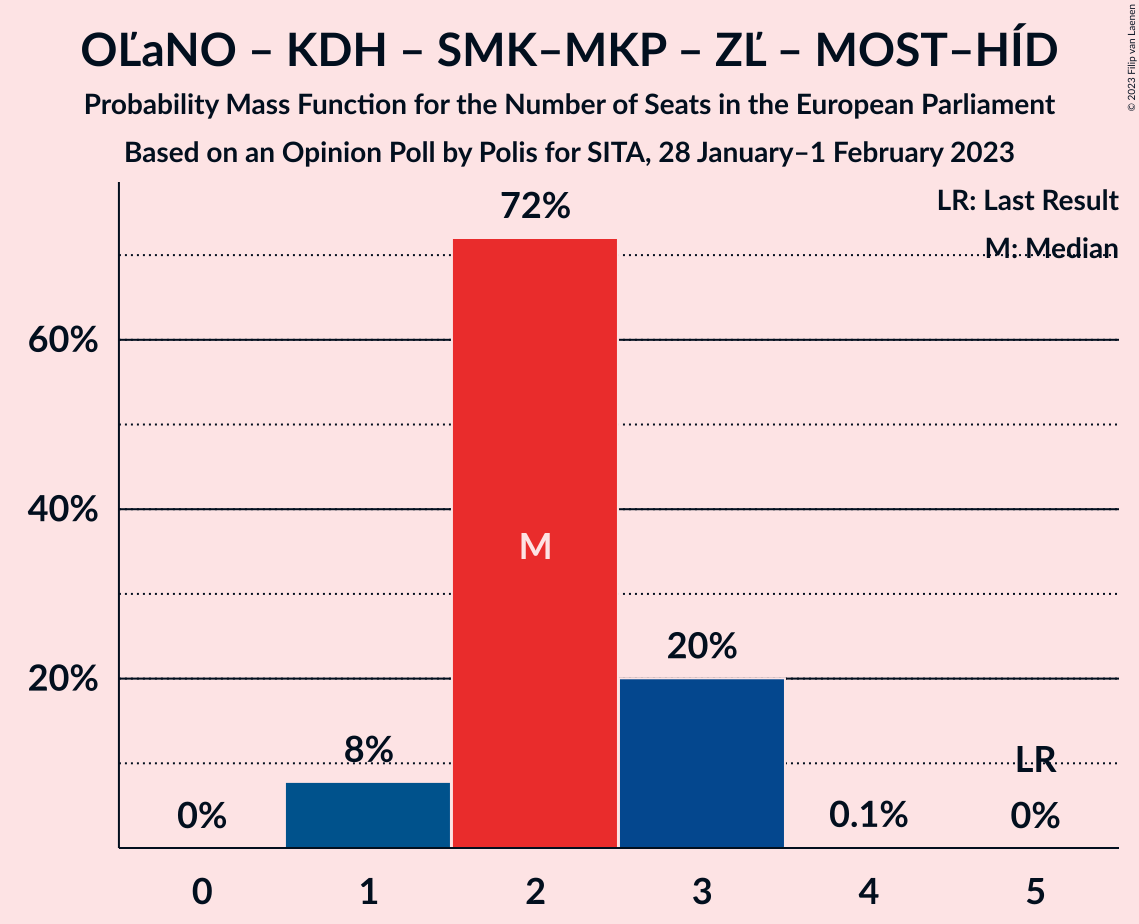 OĽaNO – KDH – SMK–MKP – ZĽ – MOST–HÍD
Probability Mass Function for the Number of Seats in the European Parliament
Based on an Opinion Poll by Polis for SITA, 28 January–1 February 2023
© 2023 Filip van Laenen
LR: Last Result
M: Median
72%
60%
40%
M
20%
20%
8%
LR
0%
0.1%
0%
0 1 2 3 4 5